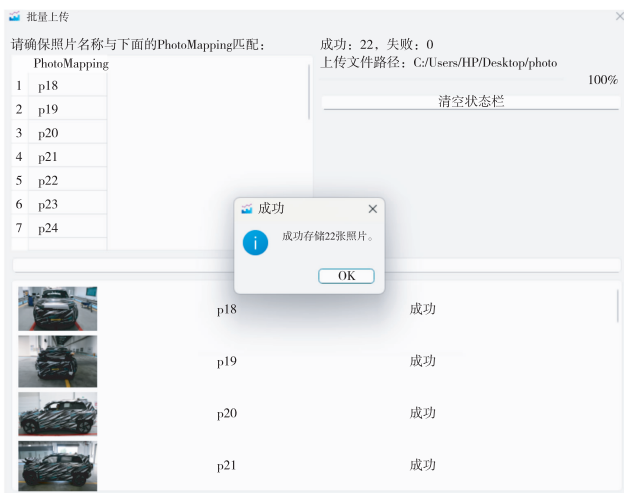 批量上传
请确保照片名称与下面的PhotoMapping匹配：
PhotoMapping
1 p18
2 p19
3 p20
4 p21
5 p22
6 p23
7 p24
成功：22，失败：0
上传文件路径：C:/Users/HP/Desktop/photo
100%
清空状态栏
成功
成功存储22张照片。
OK
p18 成功
p19 成功
p20 成功
p21 成功